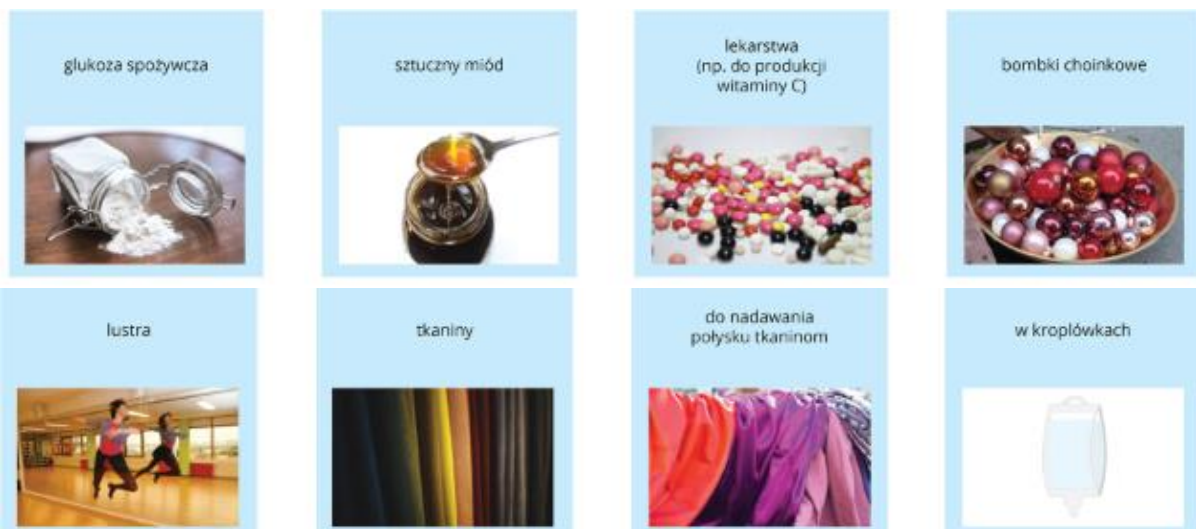 glukoza spożywcza
sztuczny miód
lekarstwa
(np. do produkcji
witaminy C)
bombki choinkowe
lustra
tkaniny
do nadawania
połysku tkaninom
w kroplówkach